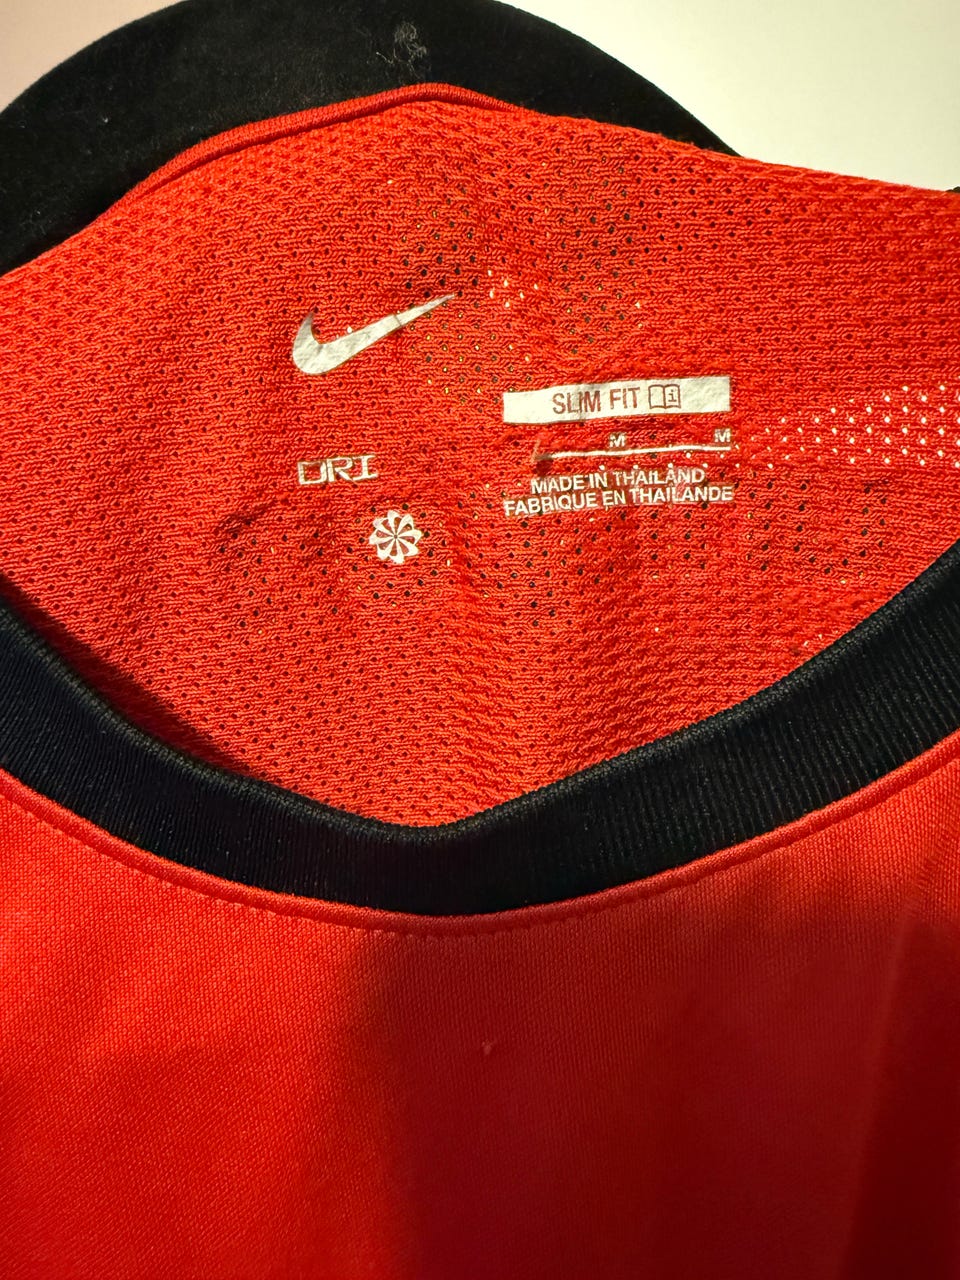 DRI
SLIM FIT
M M
MADE IN THAILAND
FABRIQUE EN THAILANDE